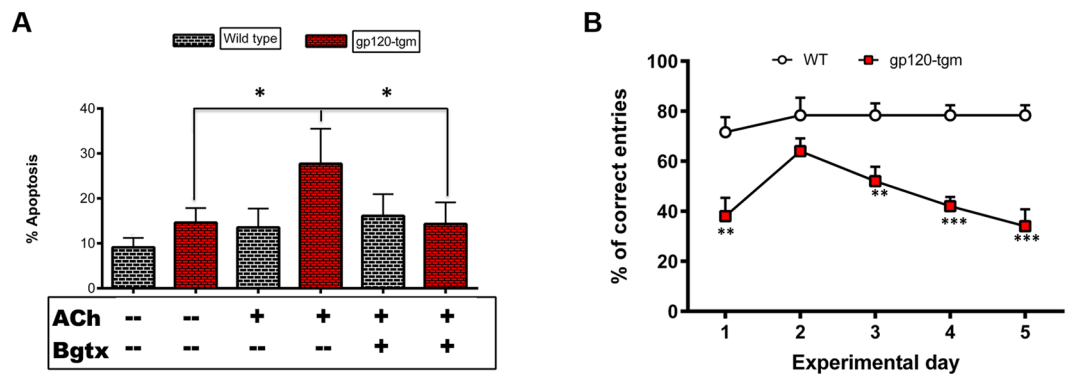 A
Wild type gp120-tgm
* *
40
30
20
10
0
% Apoptosis
ACh -- -- + + + +
Bgtx -- -- -- -- + +
B
WT gp120-tgm
100
80
60
40
20
0
% of correct entries
** ** *** ***
1 2 3 4 5
Experimental day